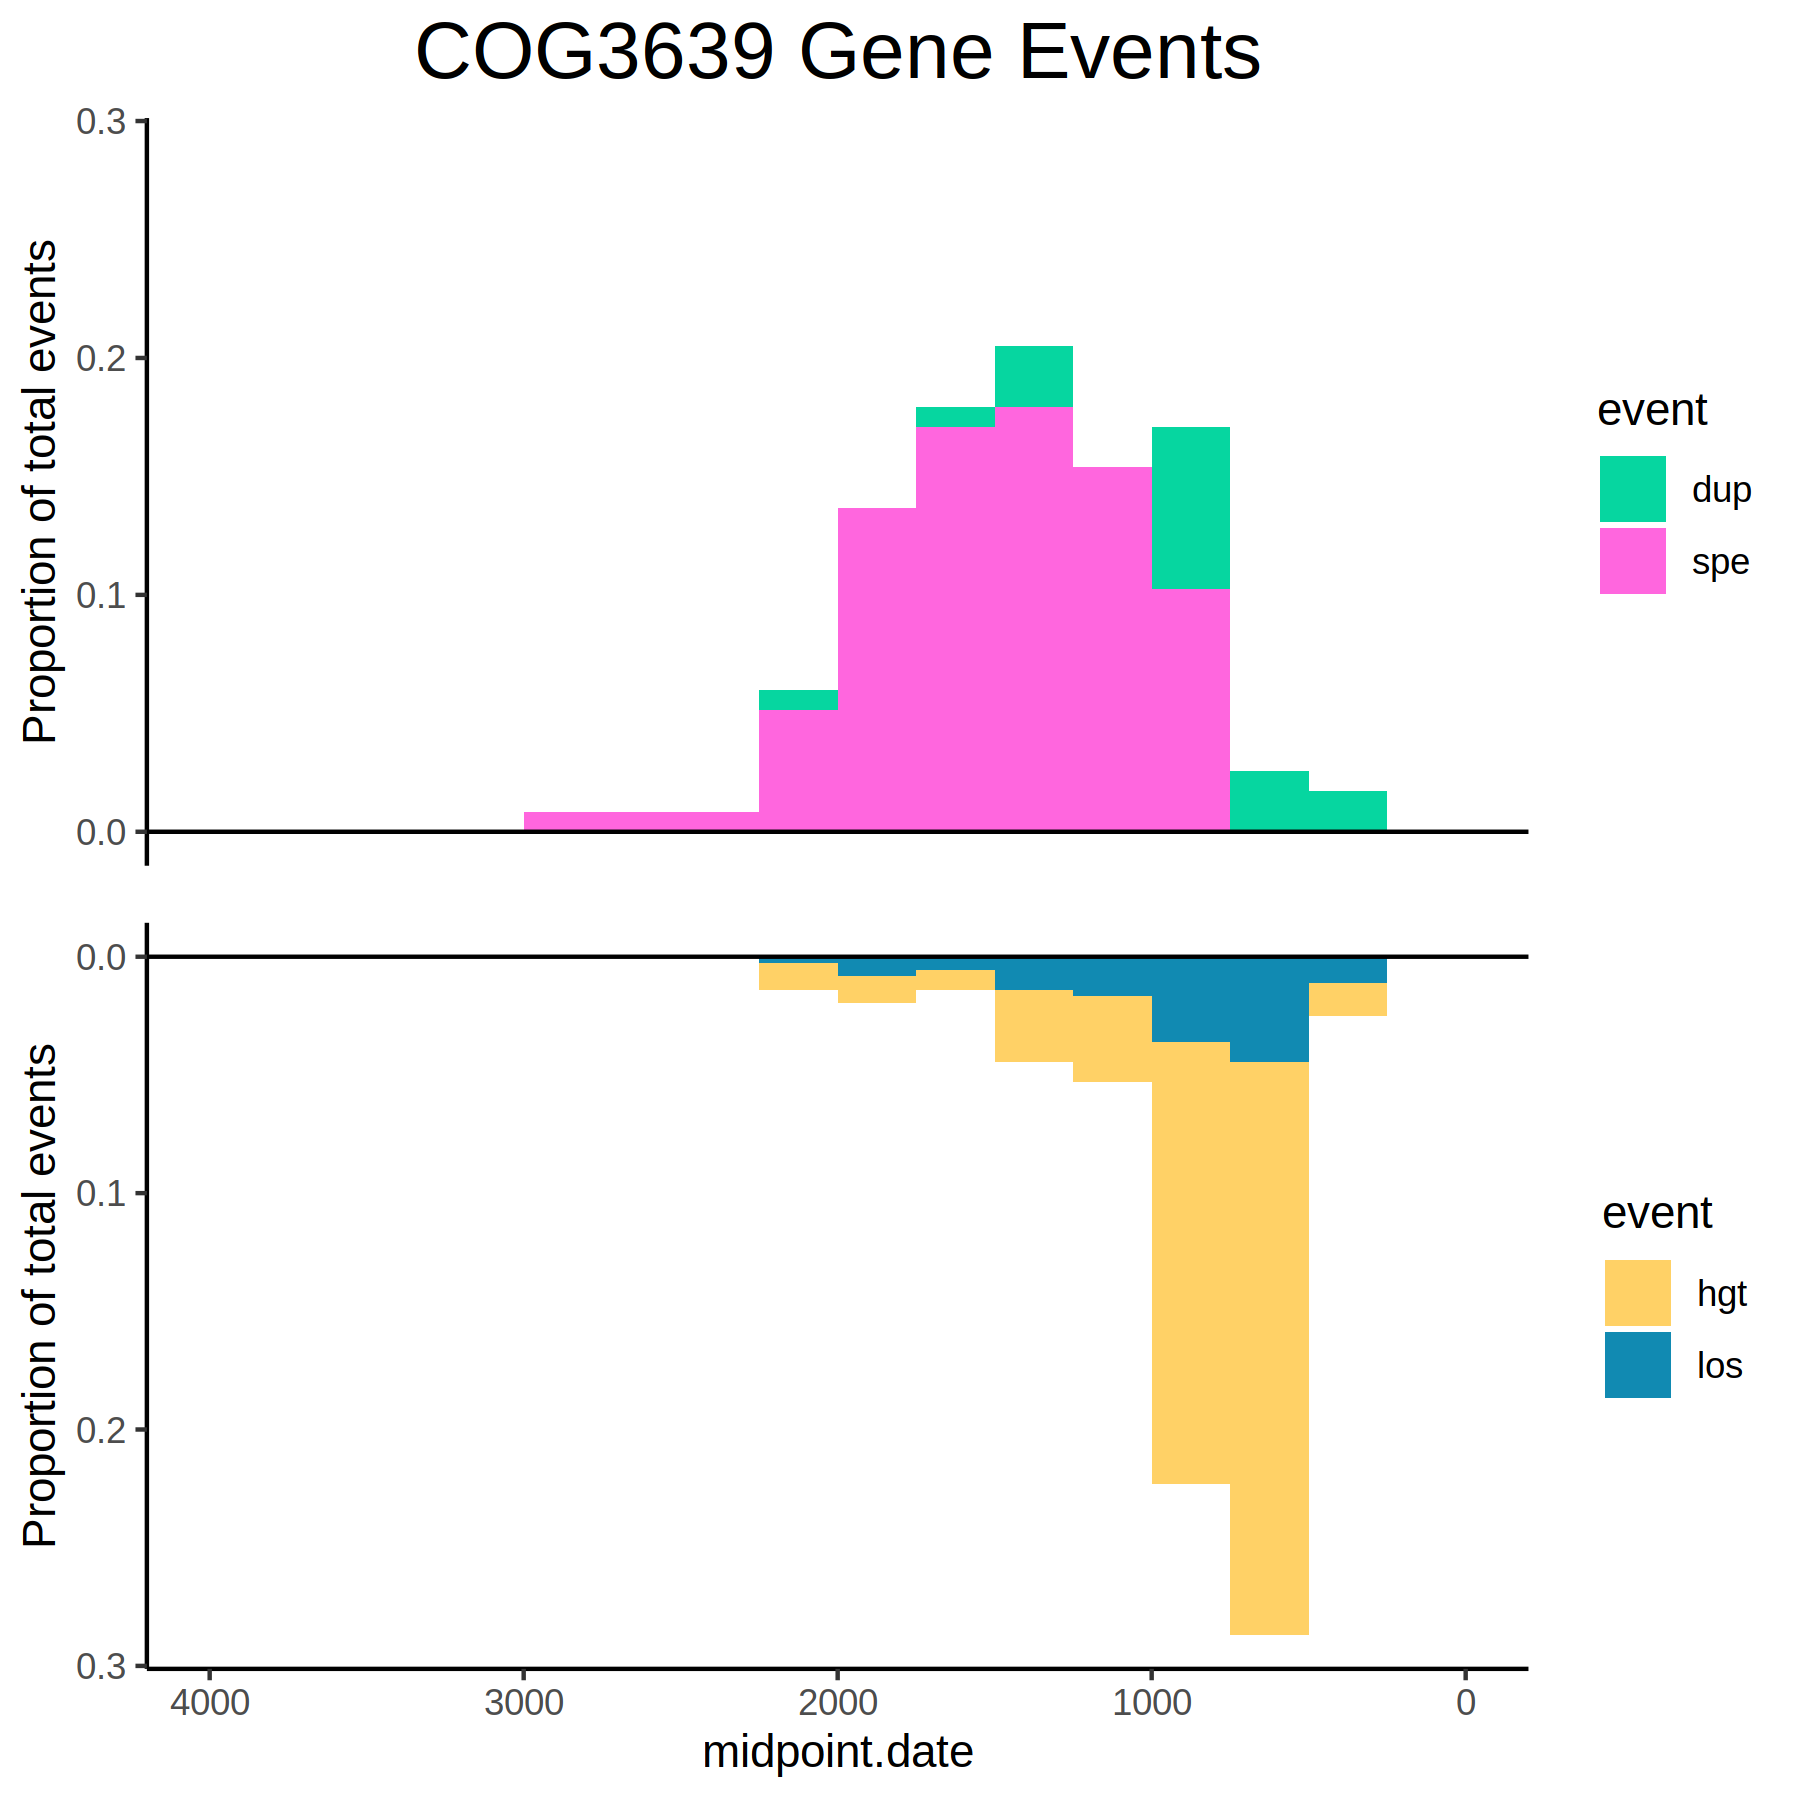 COG3639 Gene Events
0.3
0.2
0.1
0.0
Proportion of total events
event
dup
spe
0.0
0.1
0.2
0.3
Proportion of total events
event
hgt
los
4000 3000 2000 1000 0
midpoint.date